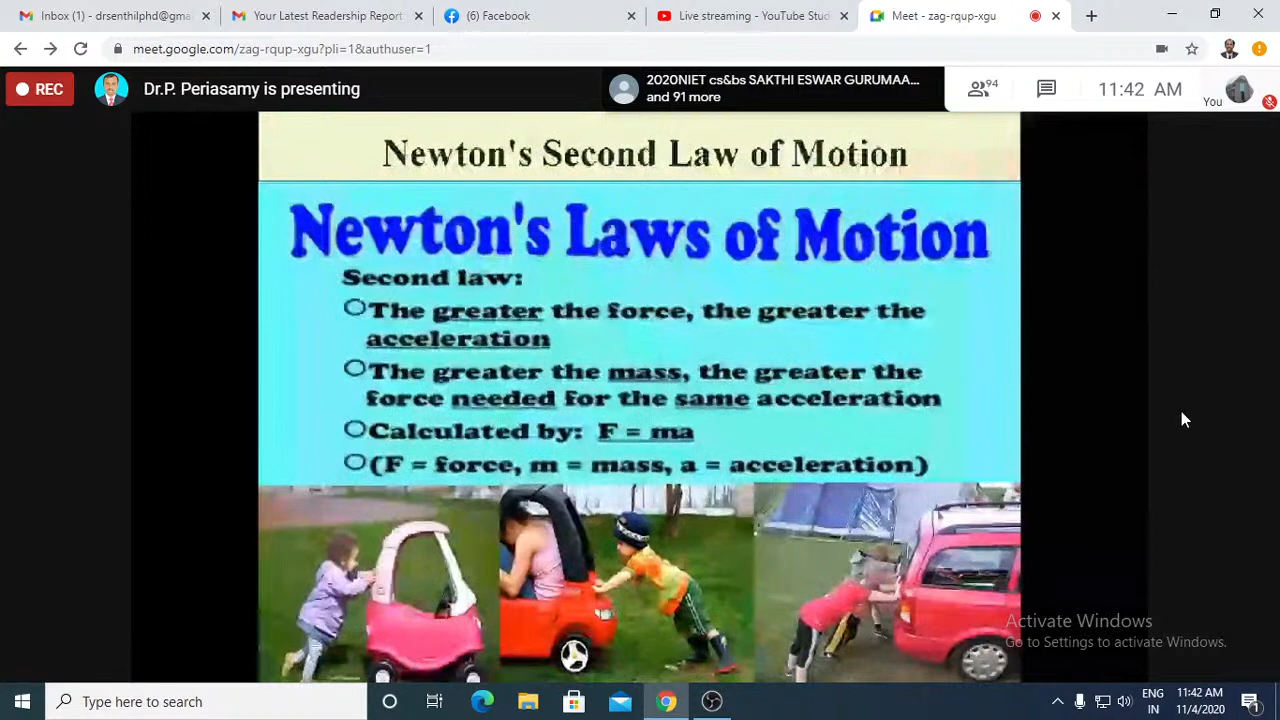 Inbox (1) - drsenthilphd@gma
Your Latest Readership Report
(6) Facebook
Live streaming - YouTube Stud
Meet - zag-rqup-xgu
meet.google.com/zag-rqup-xgu?pli=1&authuser=1
REC
Dr.P. Periasamy is presenting
2020NIET cs&bs SAKTHI ESWAR GURUMAA...
and 91 more
94
11:42 AM
You
Newton's Second Law of Motion
Newton's Laws of Motion
Second law:
The greater the force, the greater the
acceleration
The greater the mass, the greater the
force needed for the same acceleration
Calculated by: F = ma
(F = force, m = mass, a = acceleration)
Activate Windows
Go to Settings to activate Windows.
Type here to search
ENG
IN
11:42 AM
11/4/2020
1